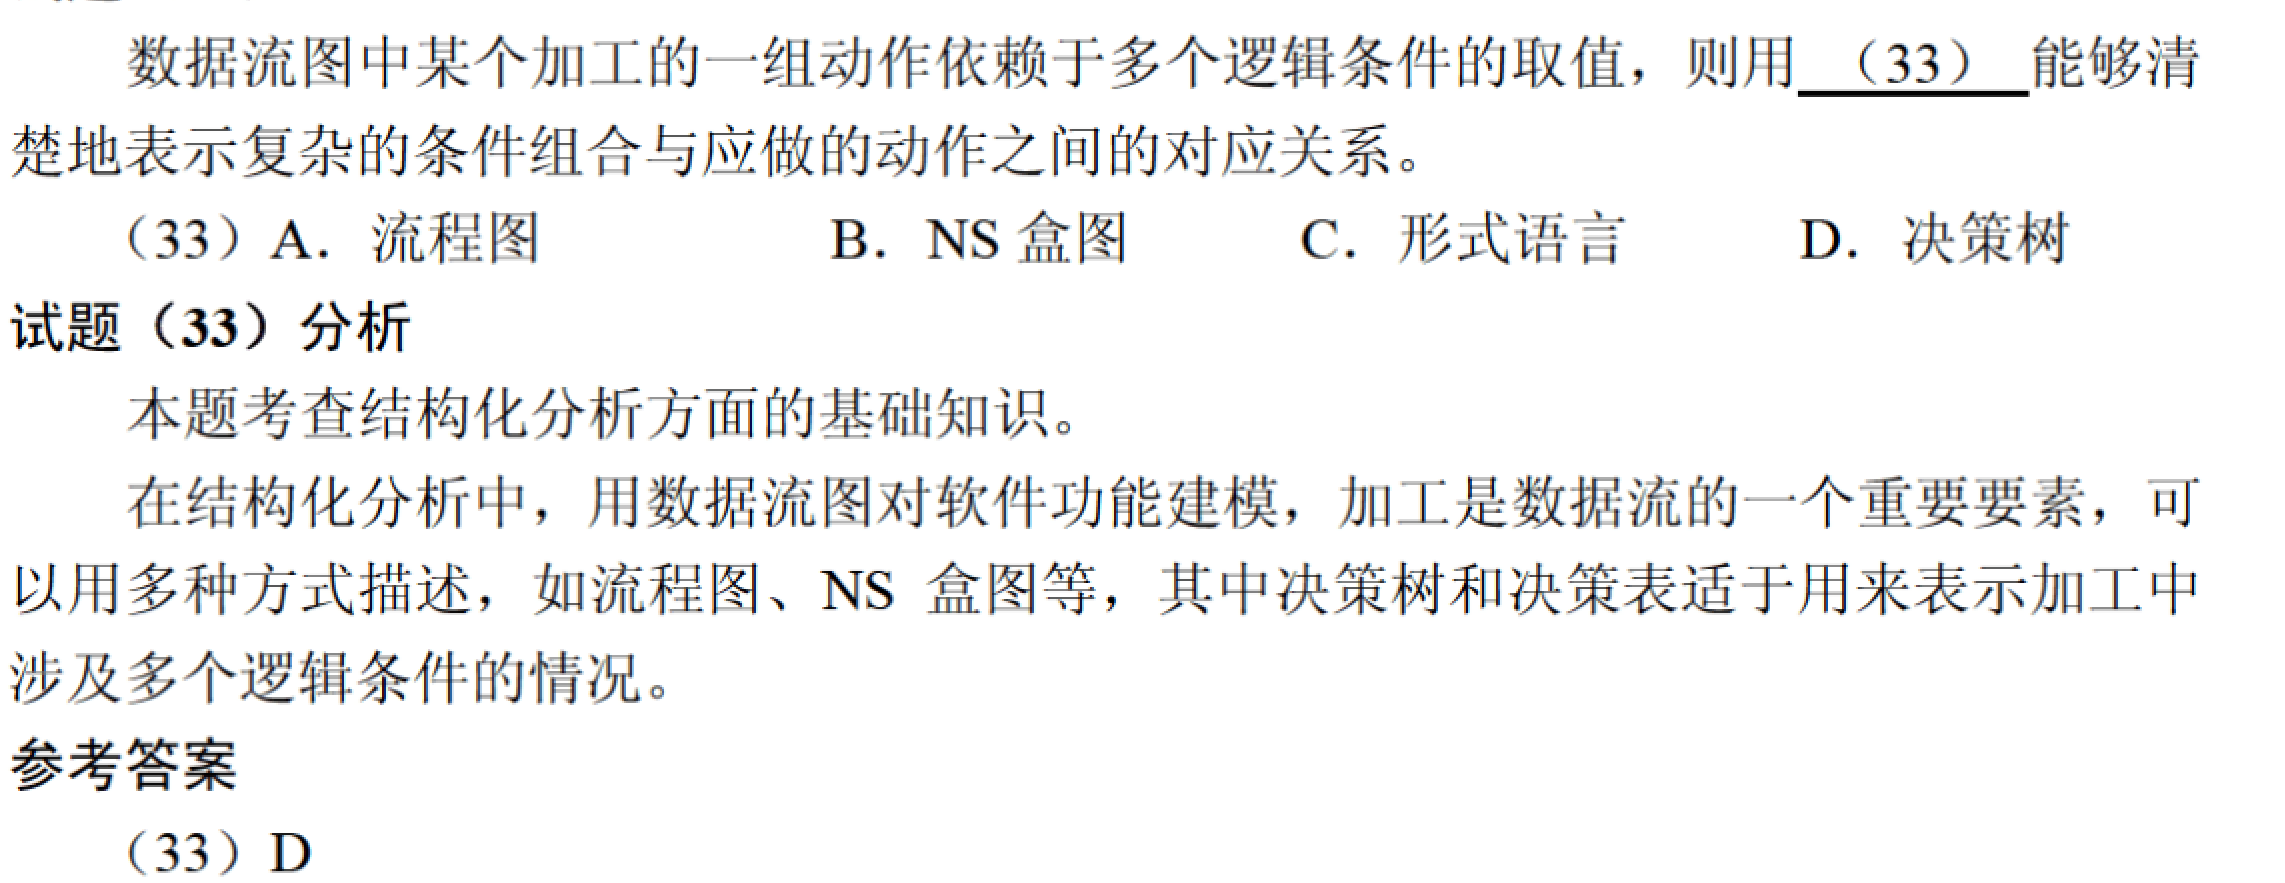 数据流图中某个加工的一组动作依赖于多个逻辑条件的取值，则用 （33） 能够清
楚地表示复杂的条件组合与应做的动作之间的对应关系。
（33）A．流程图 B．NS 盒图 C．形式语言 D．决策树
试题（33）分析
本题考查结构化分析方面的基础知识。
在结构化分析中，用数据流图对软件功能建模，加工是数据流的一个重要要素，可
以用多种方式描述，如流程图、NS 盒图等，其中决策树和决策表适于用来表示加工中
涉及多个逻辑条件的情况。
参考答案
（33）D